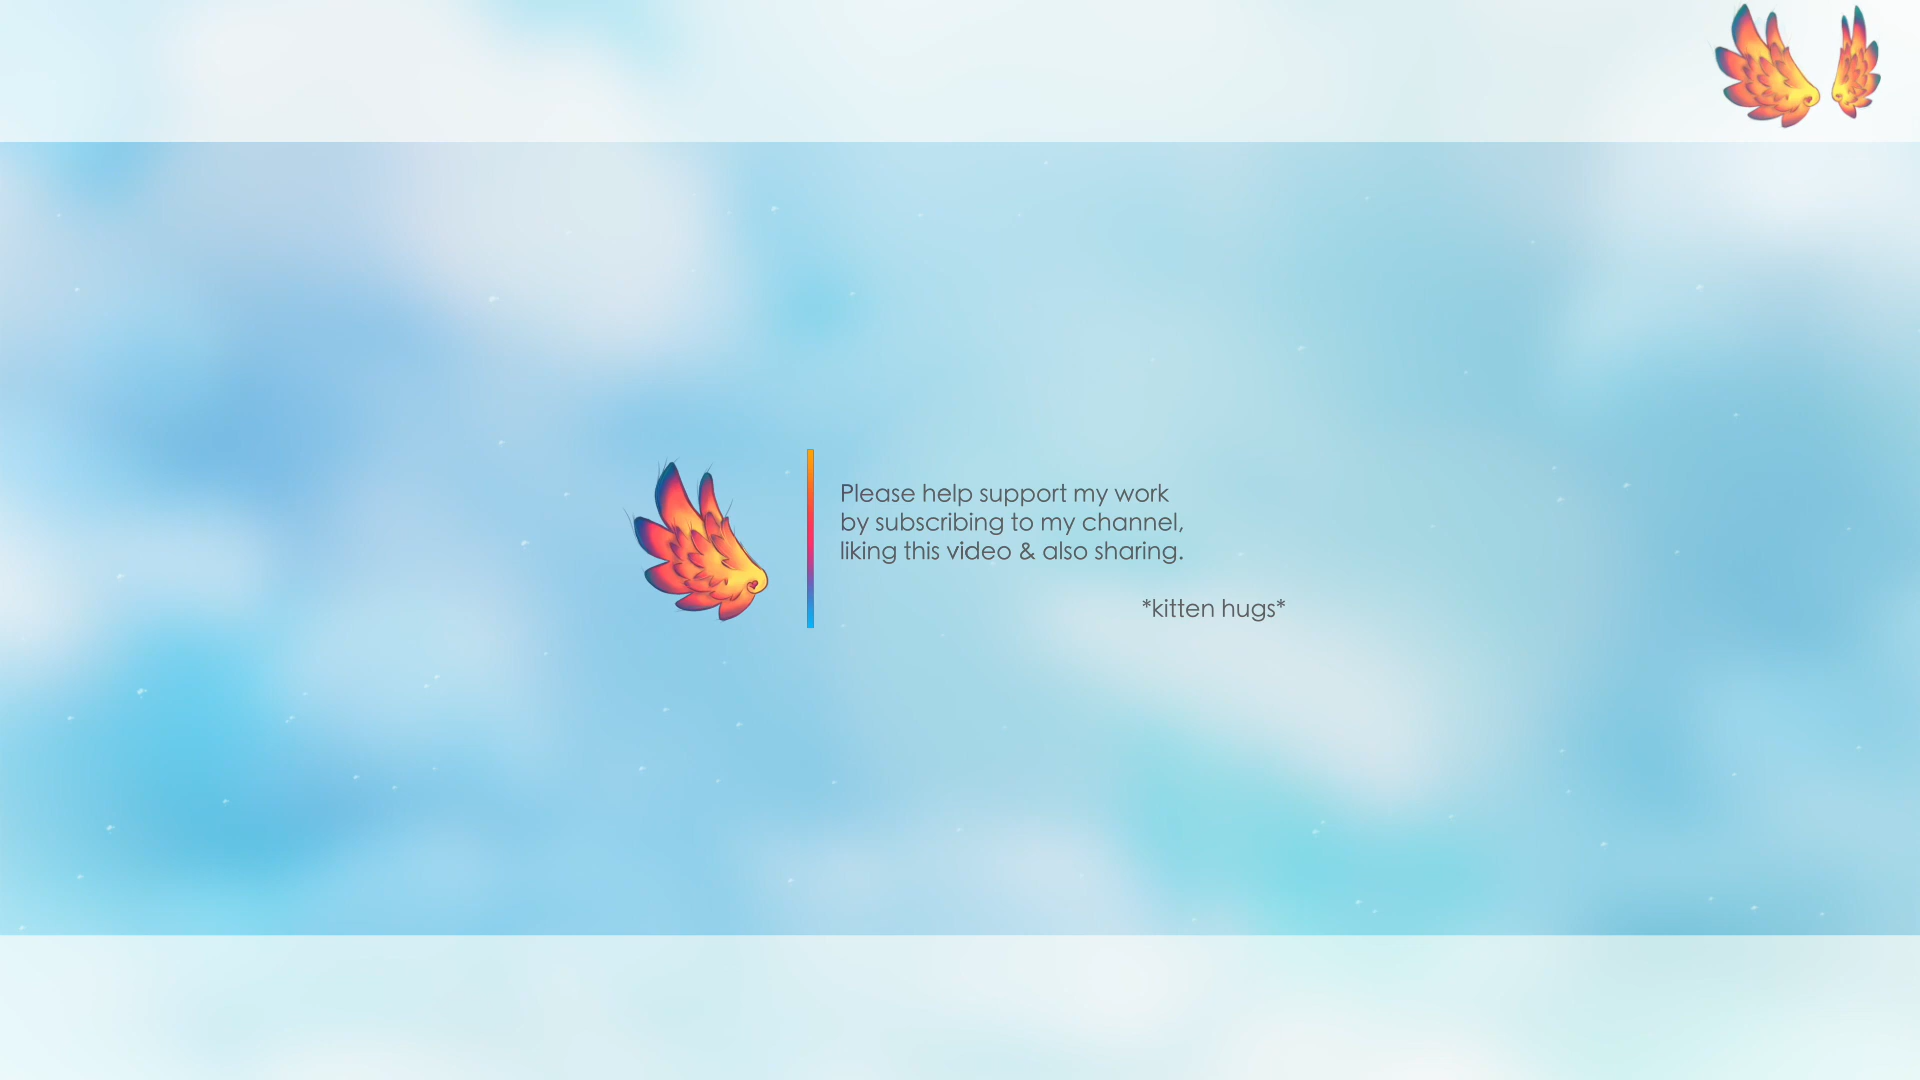 Please help support my work
by subscribing to my channel,
liking this video & also sharing.
*kitten hugs*